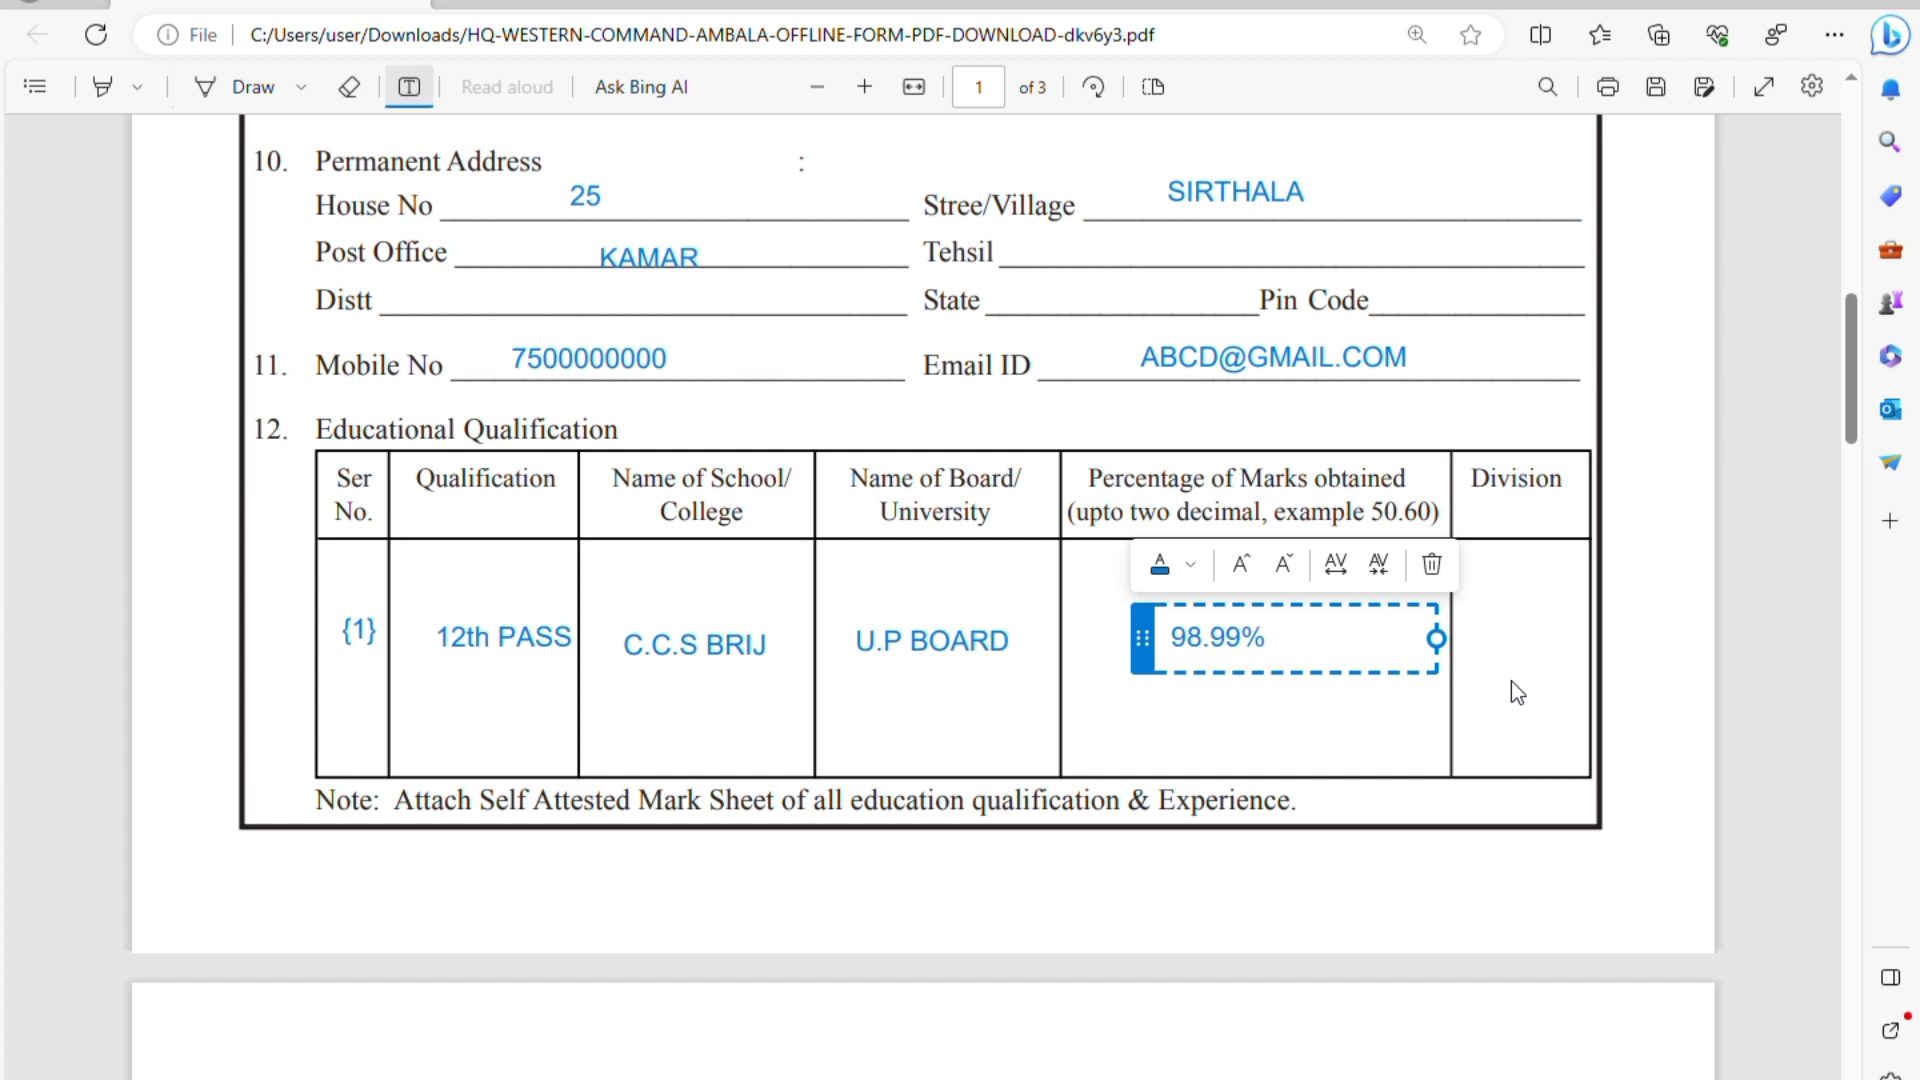 File C:/Users/user/Downloads/HQ-WESTERN-COMMAND-AMBALA-OFFLINE-FORM-PDF-DOWNLOAD-dkv6y3.pdf
Draw Read aloud Ask Bing AI 1 of 3
10. Permanent Address :
House No 25 Stree/Village SIRTHALA
Post Office KAMAR Tehsil
Distt State Pin Code
11. Mobile No 7500000000 Email ID ABCD@GMAIL.COM
12. Educational Qualification
Ser No. Qualification Name of School/ College Name of Board/ University Percentage of Marks obtained (upto two decimal, example 50.60) Division
{1} 12th PASS C.C.S BRIJ U.P BOARD 98.99%
Note: Attach Self Attested Mark Sheet of all education qualification & Experience.